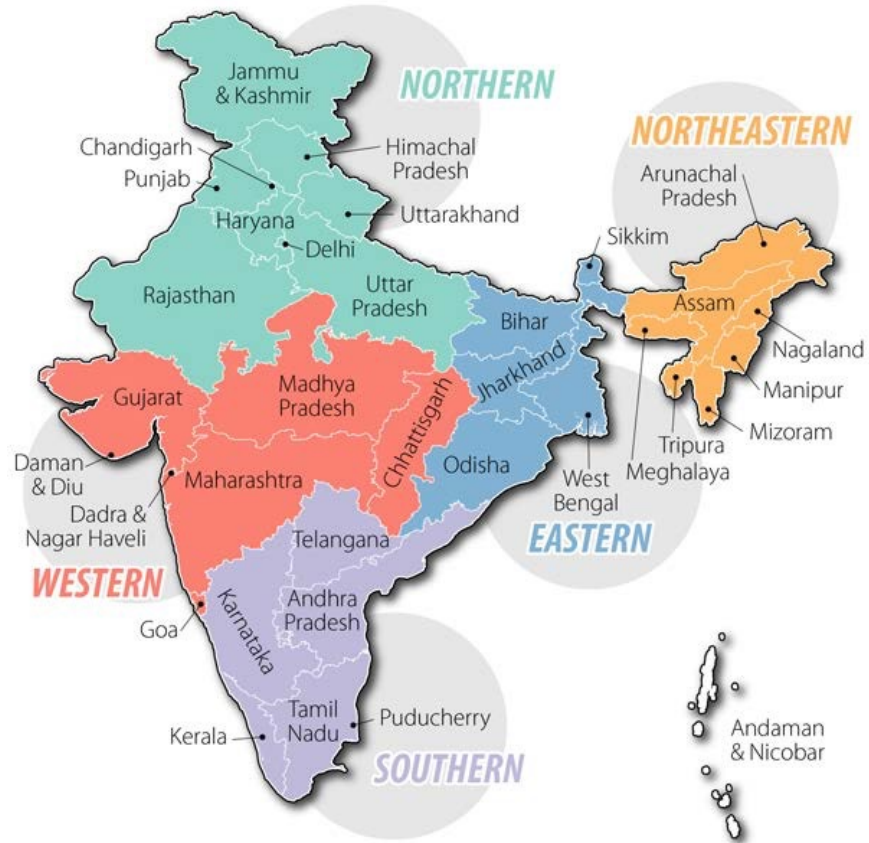 Jammu
& Kashmir
NORTHERN
NORTHEASTERN
Chandigarh
Himachal
Pradesh
Punjab
Arunachal
Pradesh
Haryana
Uttarakhand
Delhi
Sikkim
Rajasthan
Uttar
Pradesh
Bihar
Assam
Nagaland
Jharkhand
Gujarat
Madhya
Pradesh
Chhattisgarh
Manipur
Mizoram
Tripura
Meghalaya
Daman
& Diu
Maharashtra
Odisha
West
Bengal
Dadra &
Nagar Haveli
EASTERN
WESTERN
Telangana
Goa
Karnataka
Andhra
Pradesh
Kerala
Tamil
Nadu
Puducherry
SOUTHERN
Andaman
& Nicobar